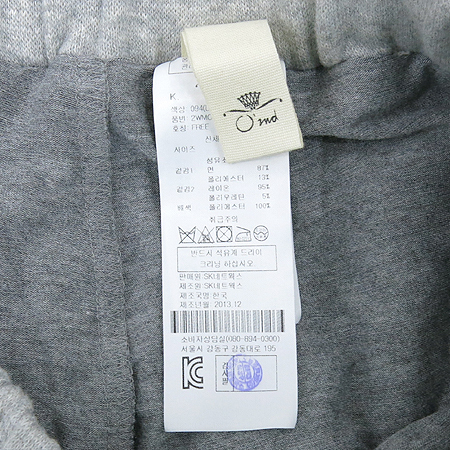 O'2nd
K
색상: 0940
품번: 2WMC
호칭: FREE
신체
사이즈
섬유조
겉감1 면 87%
폴리에스터 13%
겉감2 레이온 95%
폴리우레탄 5%
배색 폴리에스터 100%
취급주의
반드시 석유계 드라이
크리닝 하십시오
판매원:SK네트웍스
제조원:SK네트웍스
제조국명:한국
제조년월:2013.12
소비자상담실(080-894-0300)
서울시 강동구 강동대로 195